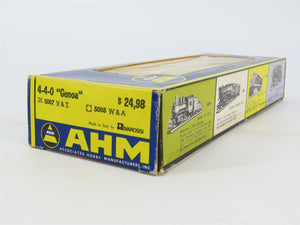 4-4-0 "Genoa"
5067 V & T. 5068 W & A $ 24,98
Made in Italy by RIVAROSSI
AHM
ASSOCIATED HOBBY MANUFACTURERS, INC.